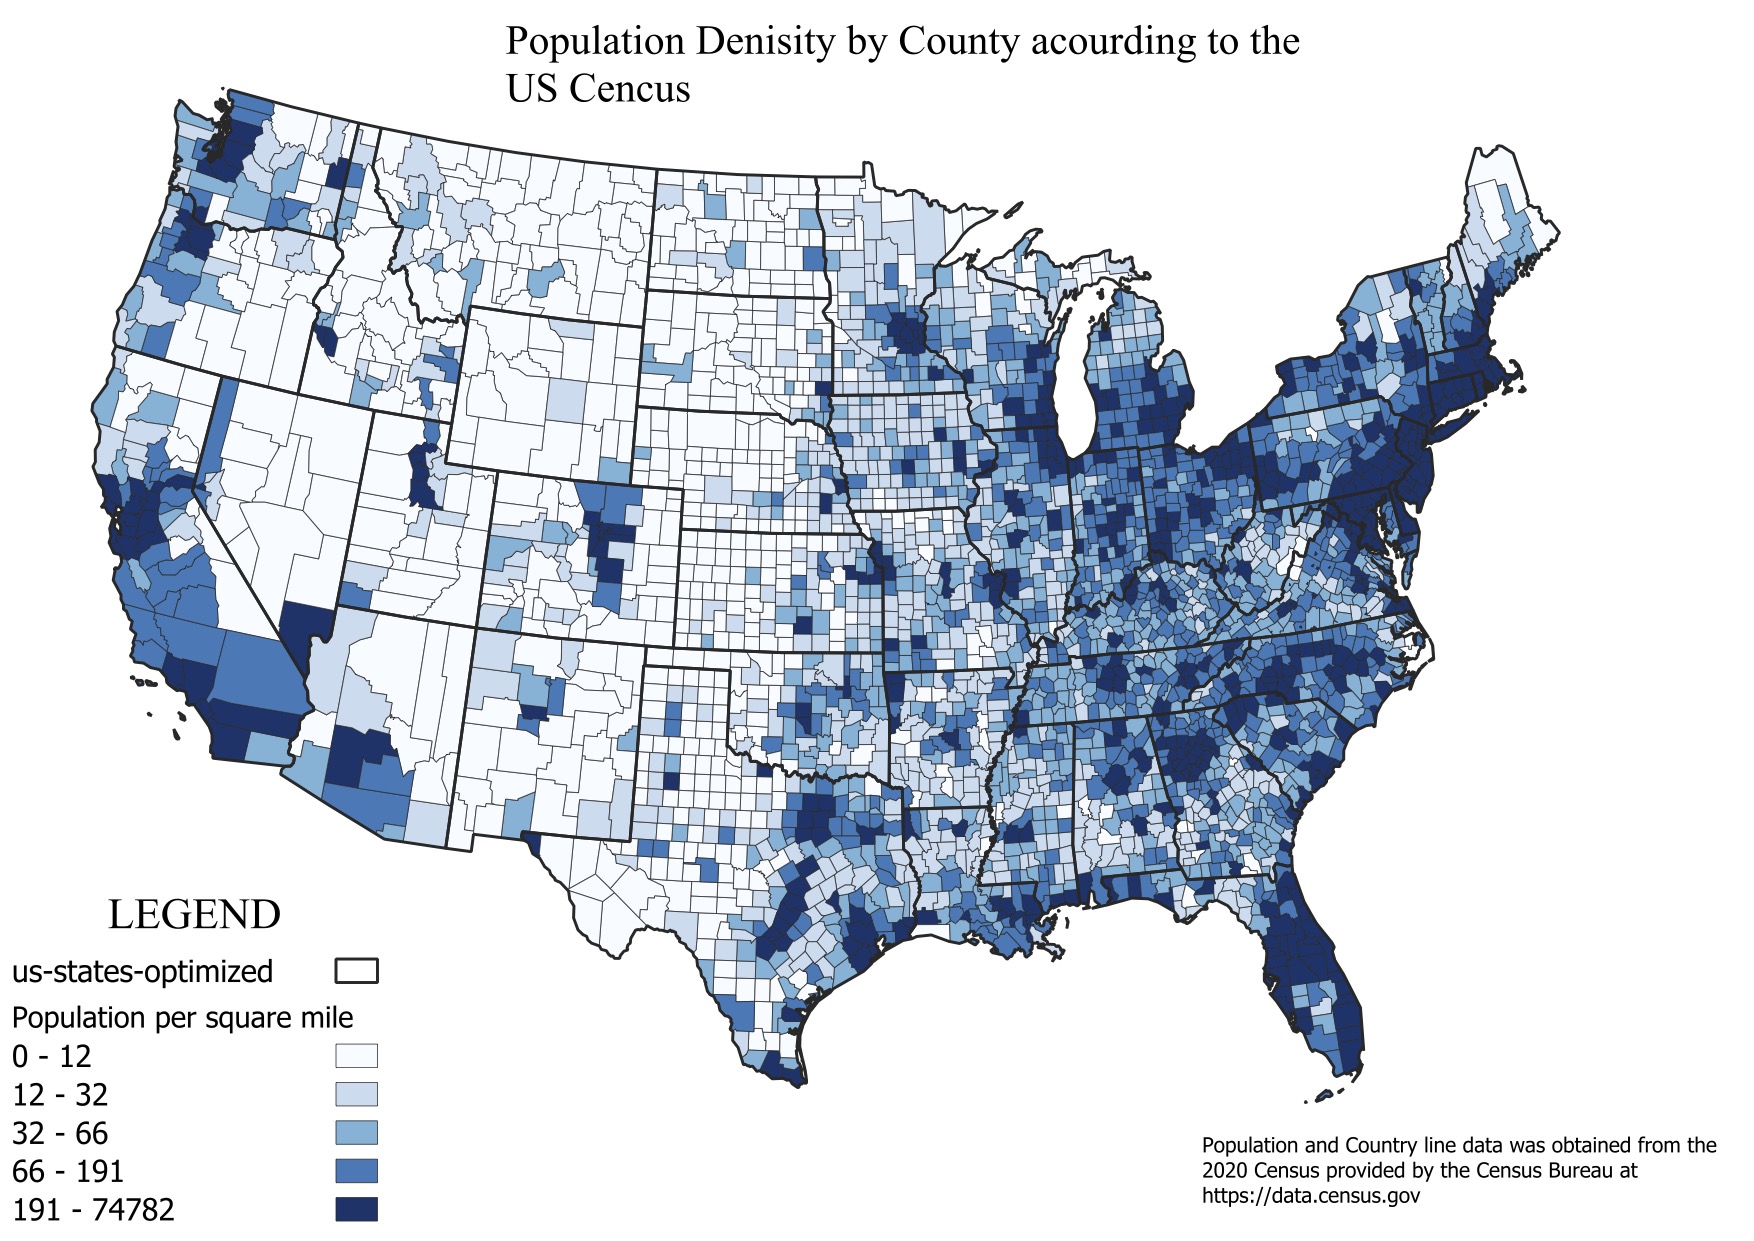 Population Denisity by County acourding to the
US Cencus
LEGEND
us-states-optimized
Population per square mile
0 - 12
12 - 32
32 - 66
66 - 191
191 - 74782
Population and Country line data was obtained from the
2020 Census provided by the Census Bureau at
https://data.census.gov